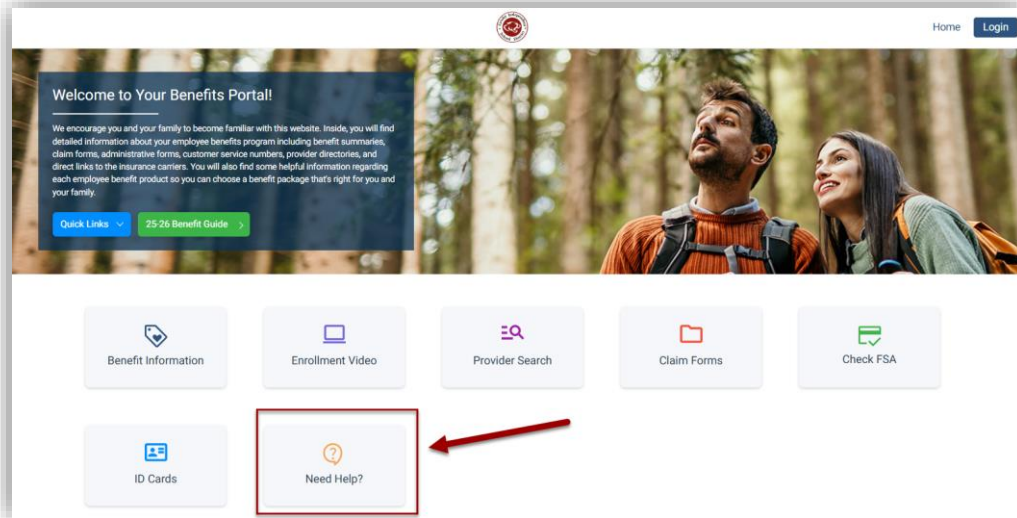 Home Login
Welcome to Your Benefits Portal!
We encourage you and your family to become familiar with this website. Inside, you will find
detailed information about your employee benefits program including benefit summaries,
claim forms, administrative forms, customer service numbers, provider directories, and
direct links to the insurance carriers. You will also find some helpful information regarding
each employee benefit product so you can choose a benefit package that's right for you and
your family.
Quick Links 25-26 Benefit Guide
Benefit Information Enrollment Video Provider Search Claim Forms Check FSA
ID Cards Need Help?